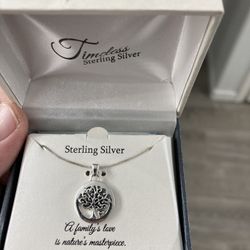 Timeless
Sterling Silver
Sterling Silver
A family's love
is nature's masterpiece.